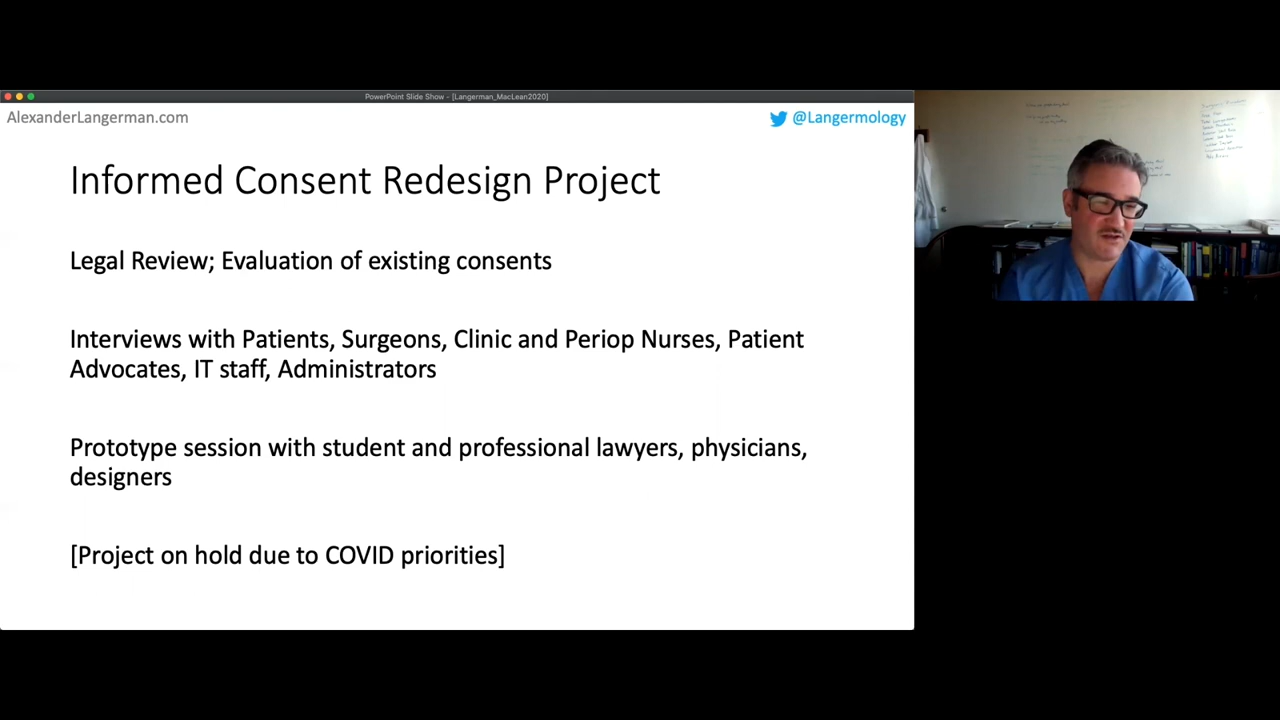 PowerPoint Slide Show - [Langerman_MacLean2020]
AlexanderLangerman.com
@Langermology
Informed Consent Redesign Project
Legal Review; Evaluation of existing consents
Interviews with Patients, Surgeons, Clinic and Periop Nurses, Patient
Advocates, IT staff, Administrators
Prototype session with student and professional lawyers, physicians,
designers
[Project on hold due to COVID priorities]